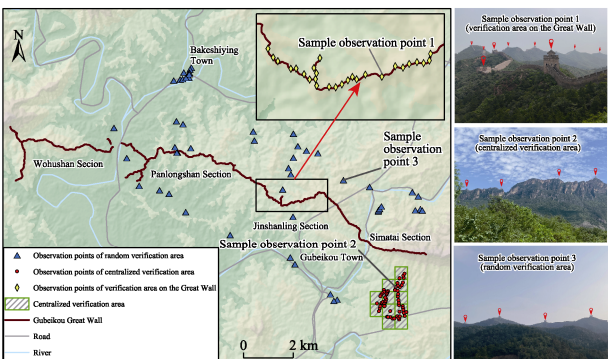 N
Bakeshiying
Town
Sample observation point 1
Sample
observation
point 3
Wohushan Secion
Panlongshan Section
Jinshanling Section
Simatai Section
Sample observation point 2
Gubeikou Town
Observation points of random verification area
Observation points of centralized verification area
Observation points of verification area on the Great Wall
Centralized verification area
Gubeikou Great Wall
Road
River
0 2 km
Sample observation point 1
(verification area on the Great Wall)
Sample observation point 2
(centralized verification area)
Sample observation point 3
(random verification area)